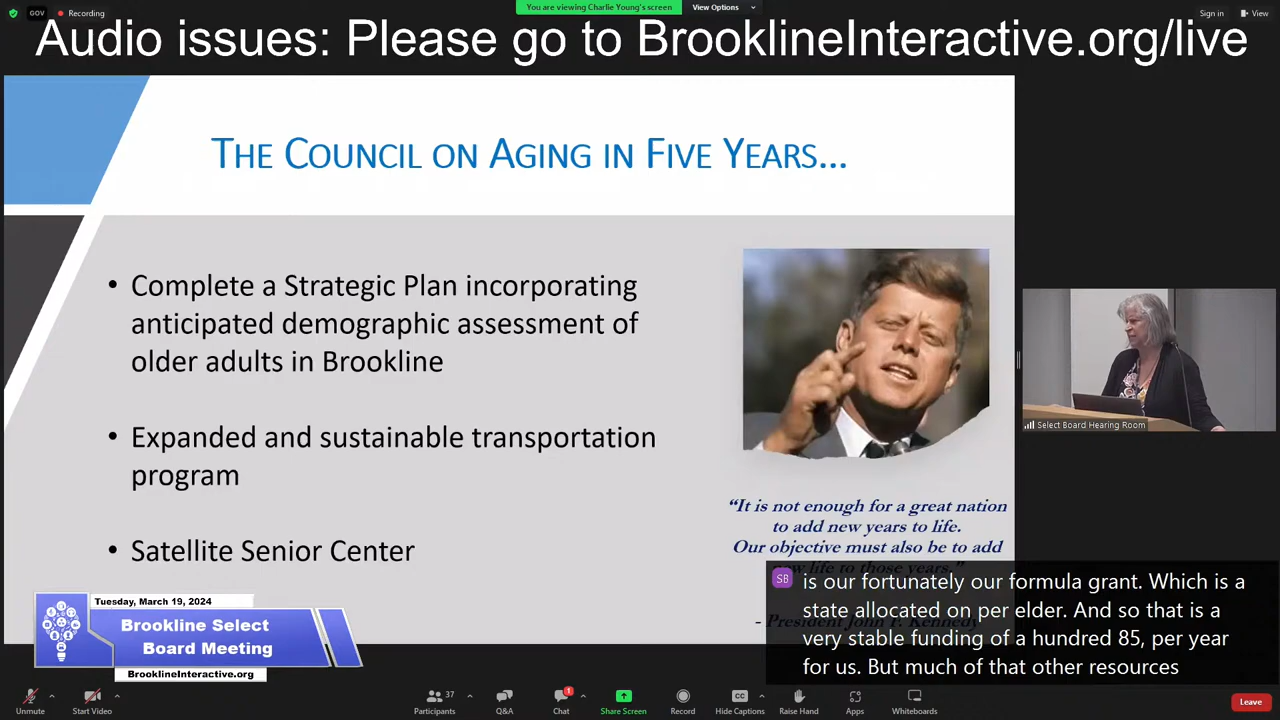 GOV
Recording
You are viewing Charlie Young's screen
View Options
Sign in
View
Audio issues: Please go to BrooklineInteractive.org/live
THE COUNCIL ON AGING IN FIVE YEARS...
• Complete a Strategic Plan incorporating
anticipated demographic assessment of
older adults in Brookline
• Expanded and sustainable transportation
program
• Satellite Senior Center
“It is not enough for a great nation
to add new years to life.
Our objective must also be to add
new life to those years.”
- President John F. Kennedy
Select Board Hearing Room
SB
is our fortunately our formula grant. Which is a
state allocated on per elder. And so that is a
very stable funding of a hundred 85, per year
for us. But much of that other resources
Tuesday, March 19, 2024
Brookline Select
Board Meeting
BrooklineInteractive.org
Unmute
Start Video
Participants
37
Q&A
Chat
1
Share Screen
Record
CC
Hide Captions
Raise Hand
Apps
Whiteboards
Leave